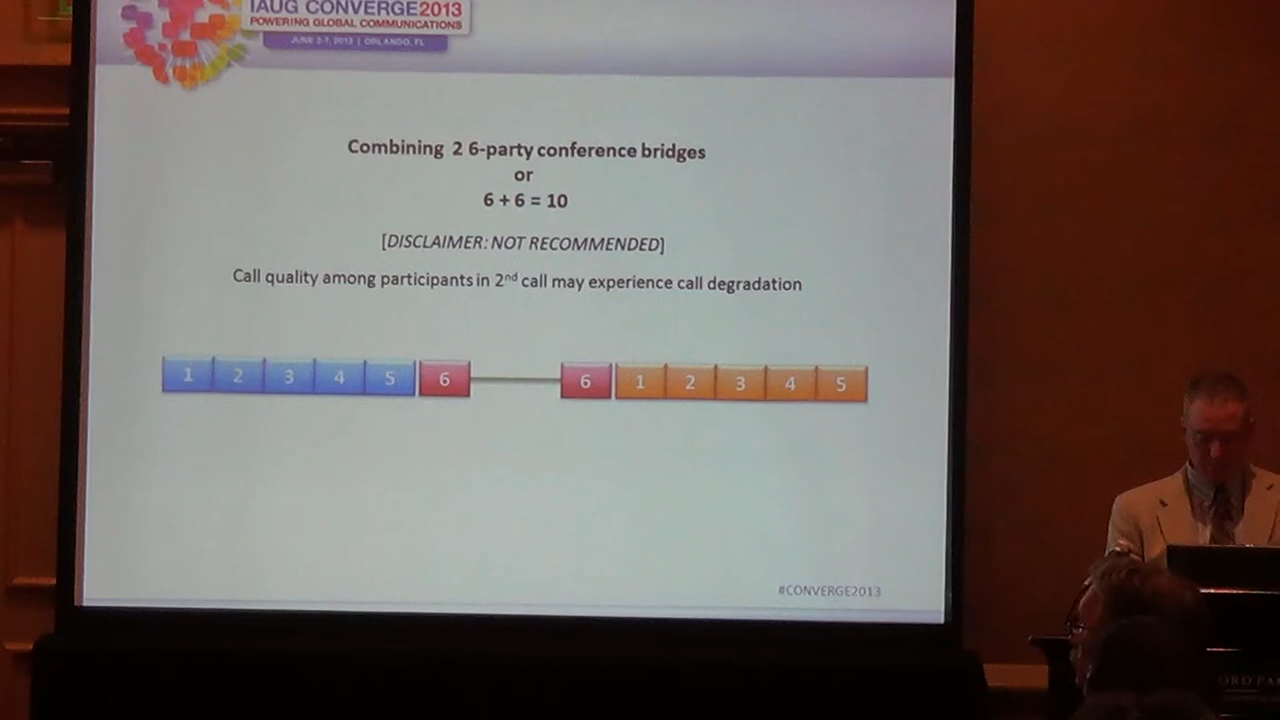 IAUG CONVERGE2013
POWERING GLOBAL COMMUNICATIONS
JUNE 2-7, 2013 | ORLANDO, FL
Combining 2 6-party conference bridges
or
6 + 6 = 10
[DISCLAIMER: NOT RECOMMENDED]
Call quality among participants in 2nd call may experience call degradation
1 2 3 4 5 6 6 1 2 3 4 5
#CONVERGE2013